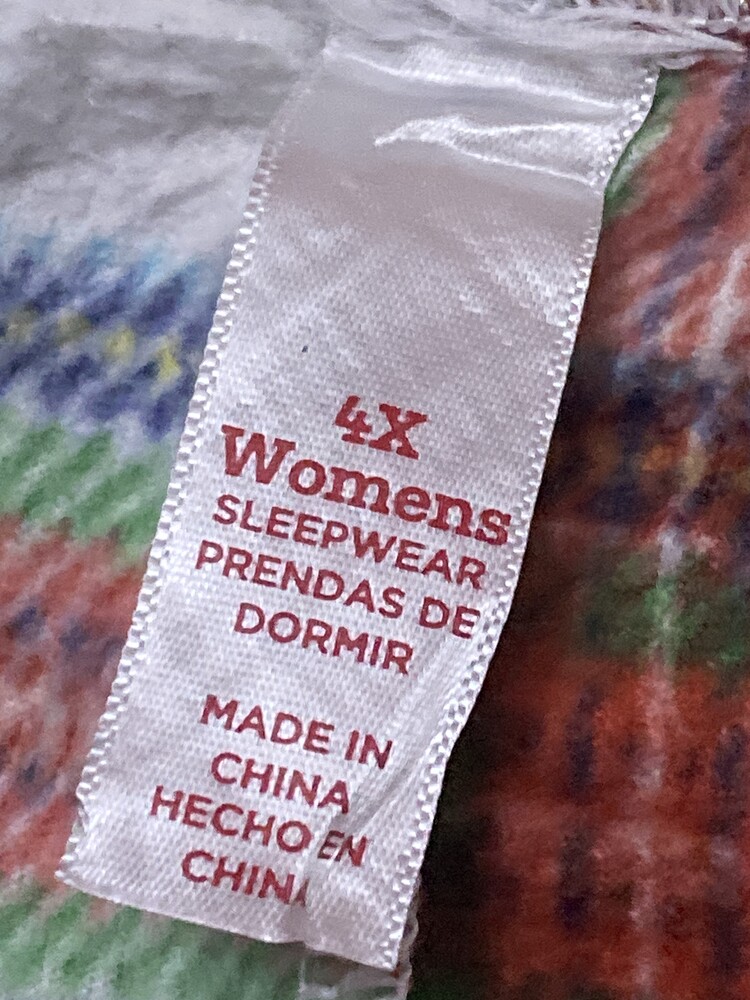 4X
Womens
SLEEPWEAR
PRENDAS DE
DORMIR
MADE IN
CHINA
HECHO EN
CHINA